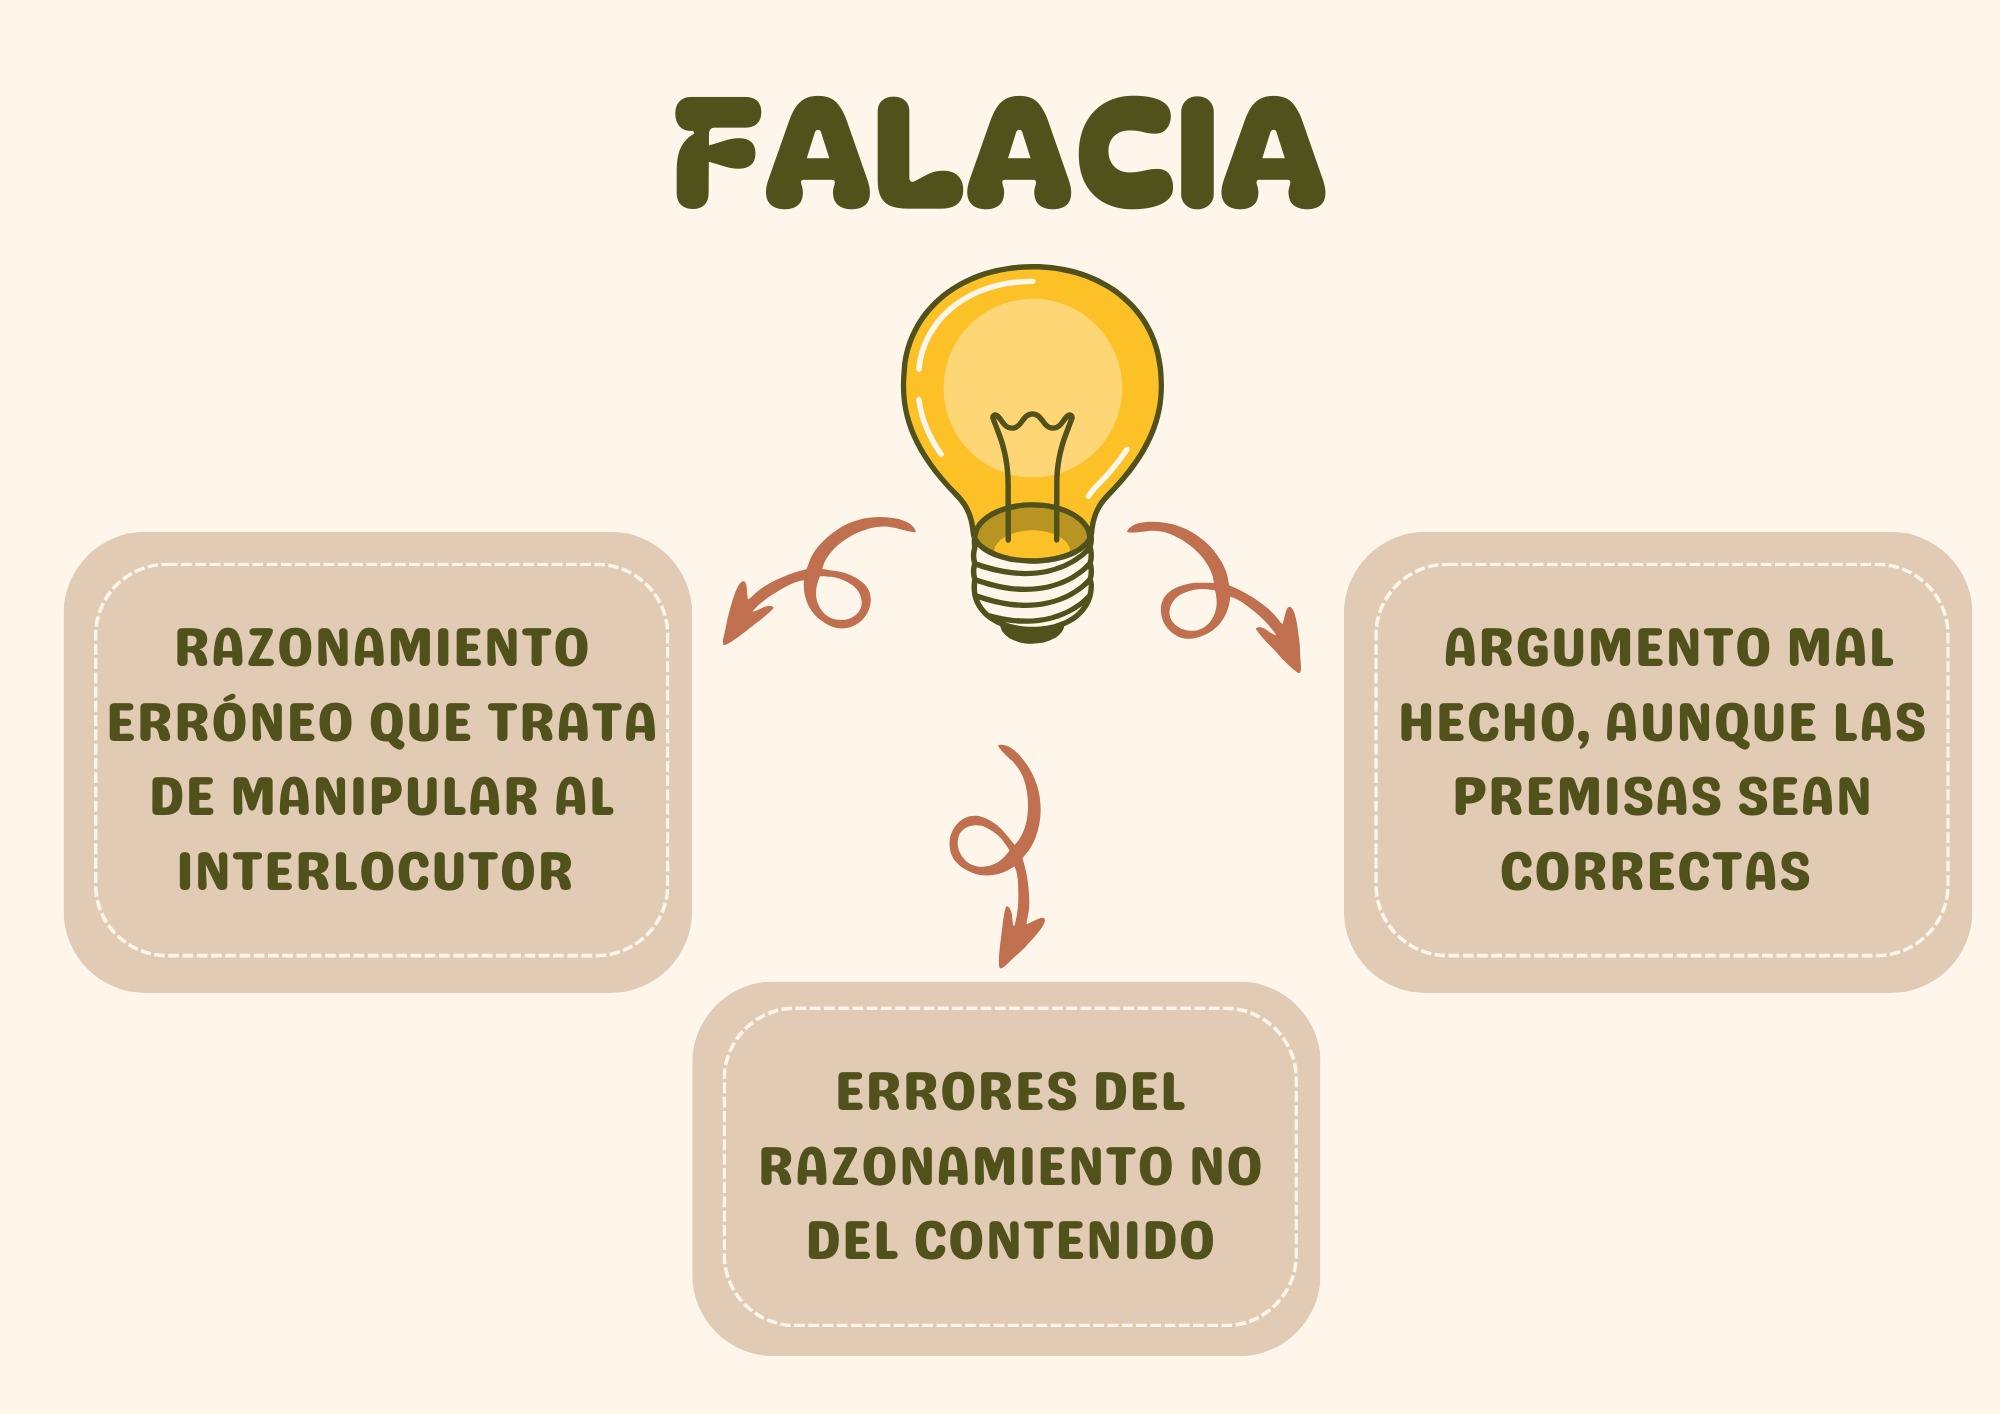 FALACIA
RAZONAMIENTO
ERRÓNEO QUE TRATA
DE MANIPULAR AL
INTERLOCUTOR
ARGUMENTO MAL
HECHO, AUNQUE LAS
PREMISAS SEAN
CORRECTAS
ERRORES DEL
RAZONAMIENTO NO
DEL CONTENIDO